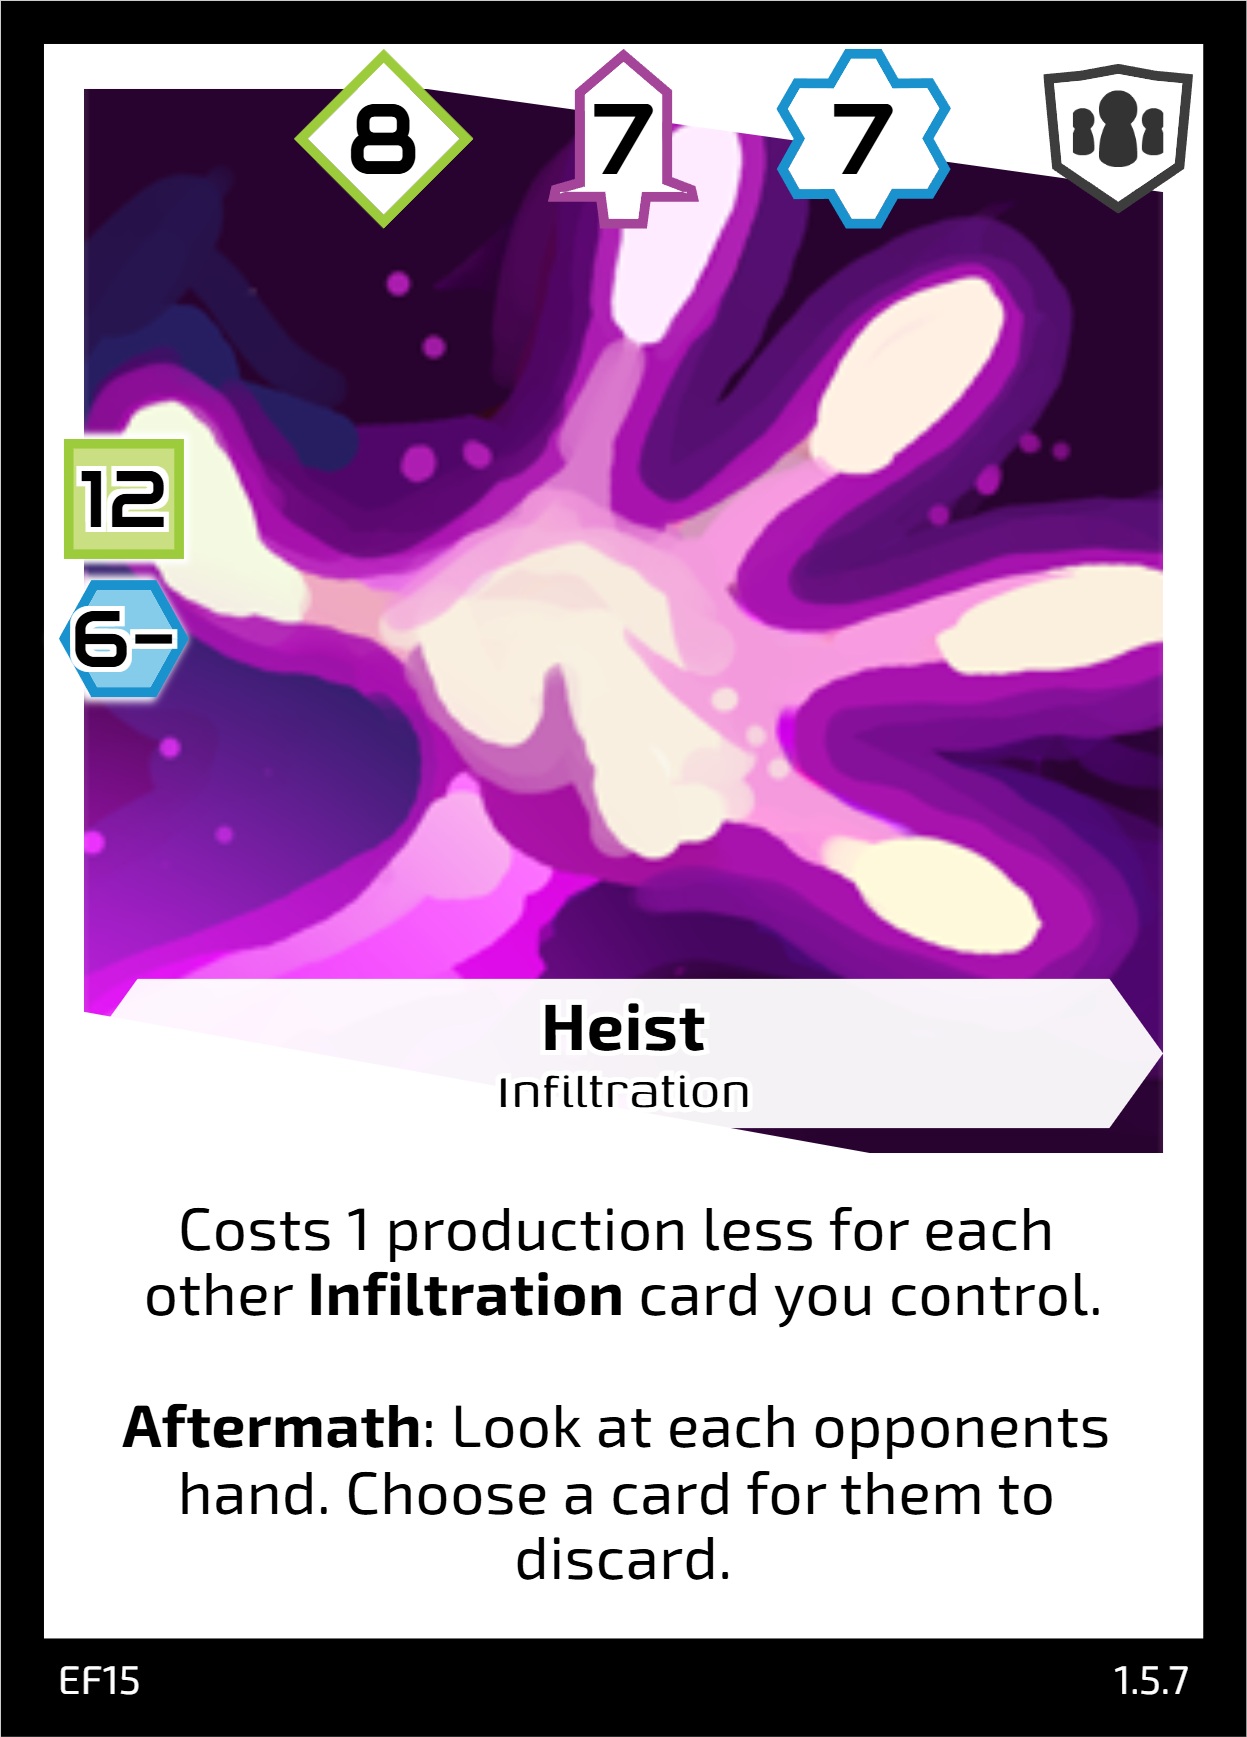 8 7 7
12
6-
Heist
Infiltration
Costs 1 production less for each
other Infiltration card you control.
Aftermath: Look at each opponents
hand. Choose a card for them to
discard.
EF15 1.5.7